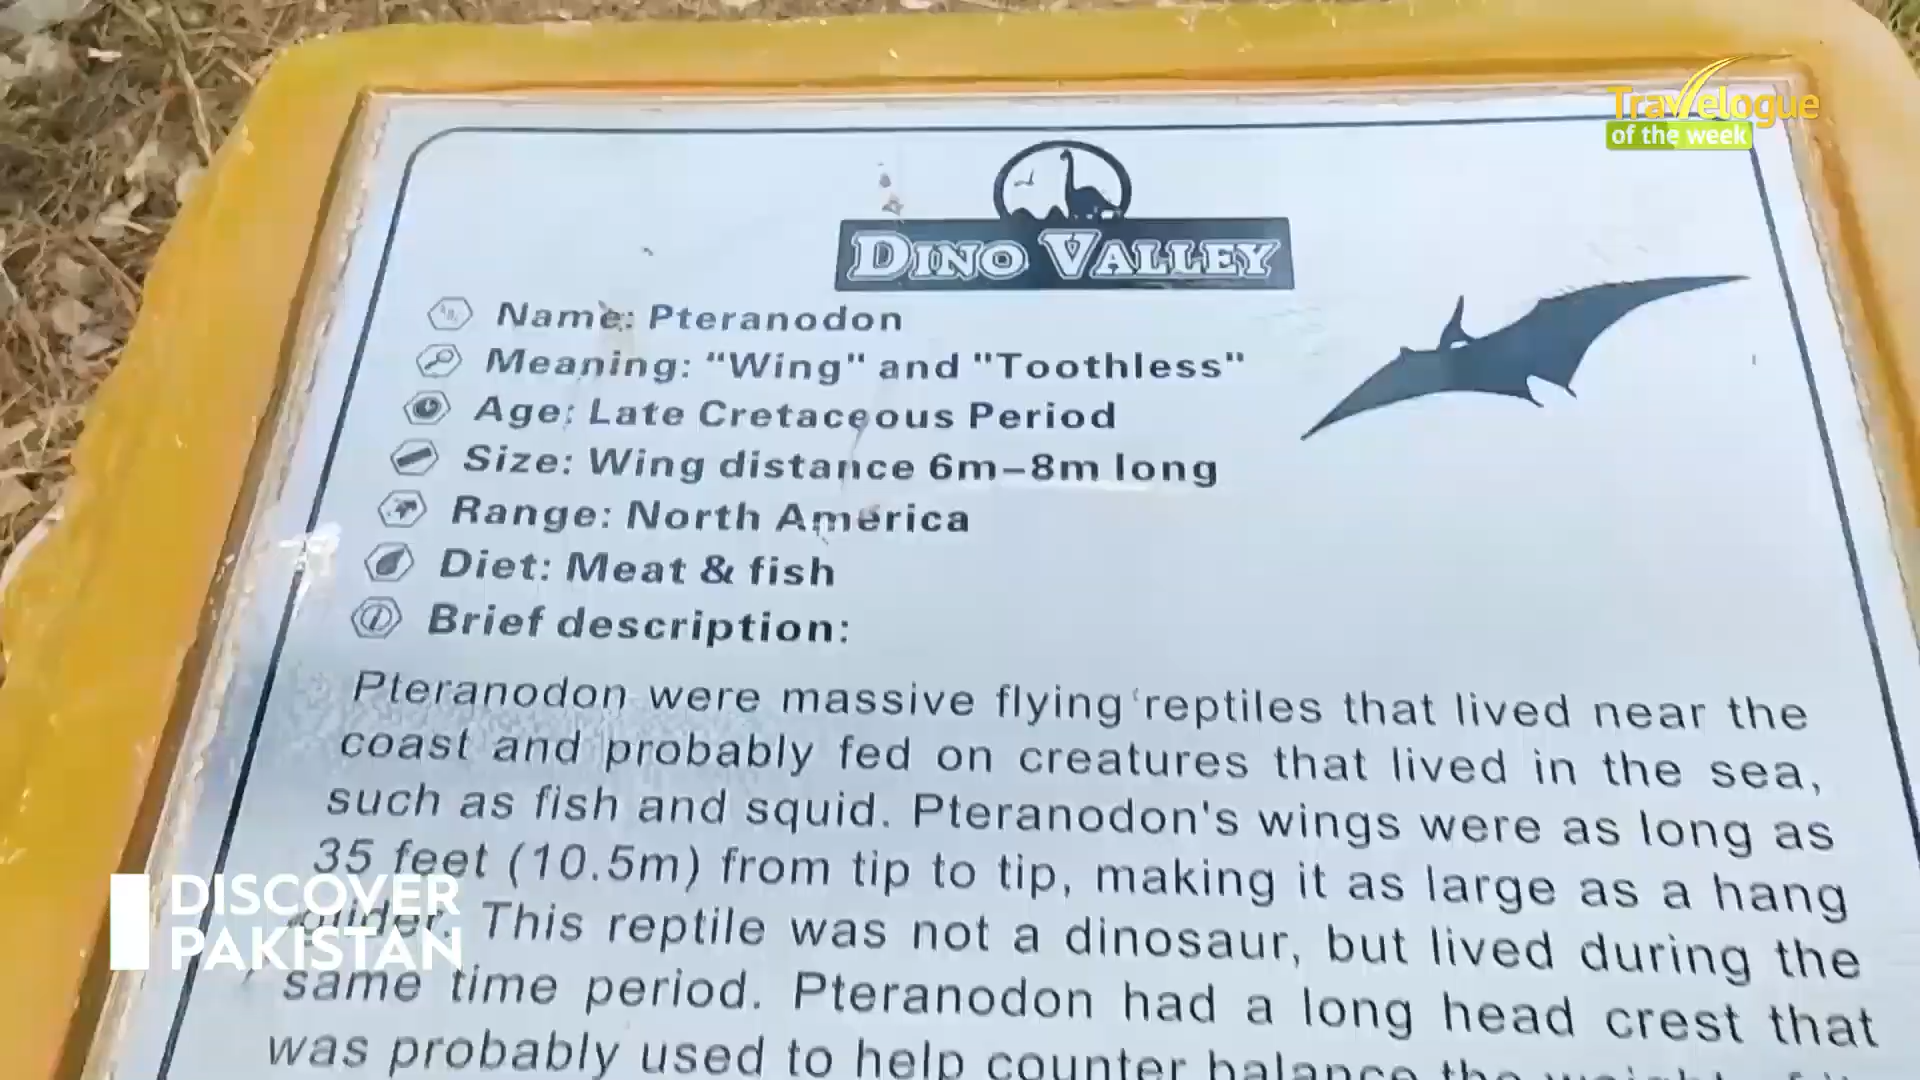 Travelogue
of the week
DINO VALLEY
Name: Pteranodon
Meaning: "Wing" and "Toothless"
Age: Late Cretaceous Period
Size: Wing distance 6m–8m long
Range: North America
Diet: Meat & fish
Brief description:
Pteranodon were massive flying reptiles that lived near the
coast and probably fed on creatures that lived in the sea,
such as fish and squid. Pteranodon's wings were as long as
35 feet (10.5m) from tip to tip, making it as large as a hang
glider. This reptile was not a dinosaur, but lived during the
same time period. Pteranodon had a long head crest that
was probably used to help counter balance the
DISCOVER
PAKISTAN